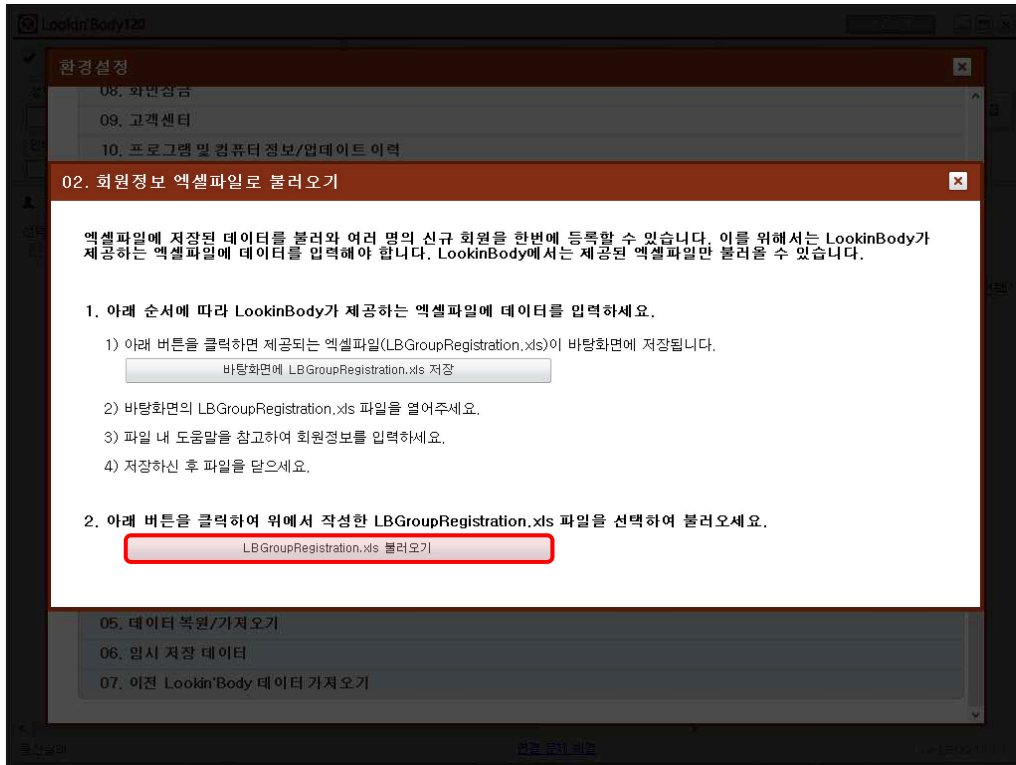 Lookin'Body120
환경설정
08. 화면잠금
09. 고객센터
10. 프로그램 및 컴퓨터 정보/업데이트 이력
02. 회원정보 엑셀파일로 불러오기
엑셀파일에 저장된 데이터를 불러와 여러 명의 신규 회원을 한번에 등록할 수 있습니다. 이를 위해서는 LookinBody가
제공하는 엑셀파일에 데이터를 입력해야 합니다. LookinBody에서는 제공된 엑셀파일만 불러올 수 있습니다.
1. 아래 순서에 따라 LookinBody가 제공하는 엑셀파일에 데이터를 입력하세요.
1) 아래 버튼을 클릭하면 제공되는 엑셀파일(LBGroupRegistration.xls)이 바탕화면에 저장됩니다.
바탕화면에 LBGroupRegistration.xls 저장
2) 바탕화면의 LBGroupRegistration.xls 파일을 열어주세요.
3) 파일 내 도움말을 참고하여 회원정보를 입력하세요.
4) 저장하신 후 파일을 닫으세요.
2. 아래 버튼을 클릭하여 위에서 작성한 LBGroupRegistration.xls 파일을 선택하여 불러오세요.
LBGroupRegistration.xls 불러오기
05. 데이터 복원/가져오기
06. 임시 저장 데이터
07. 이전 Lookin'Body 데이터 가져오기
연결 문제 해결